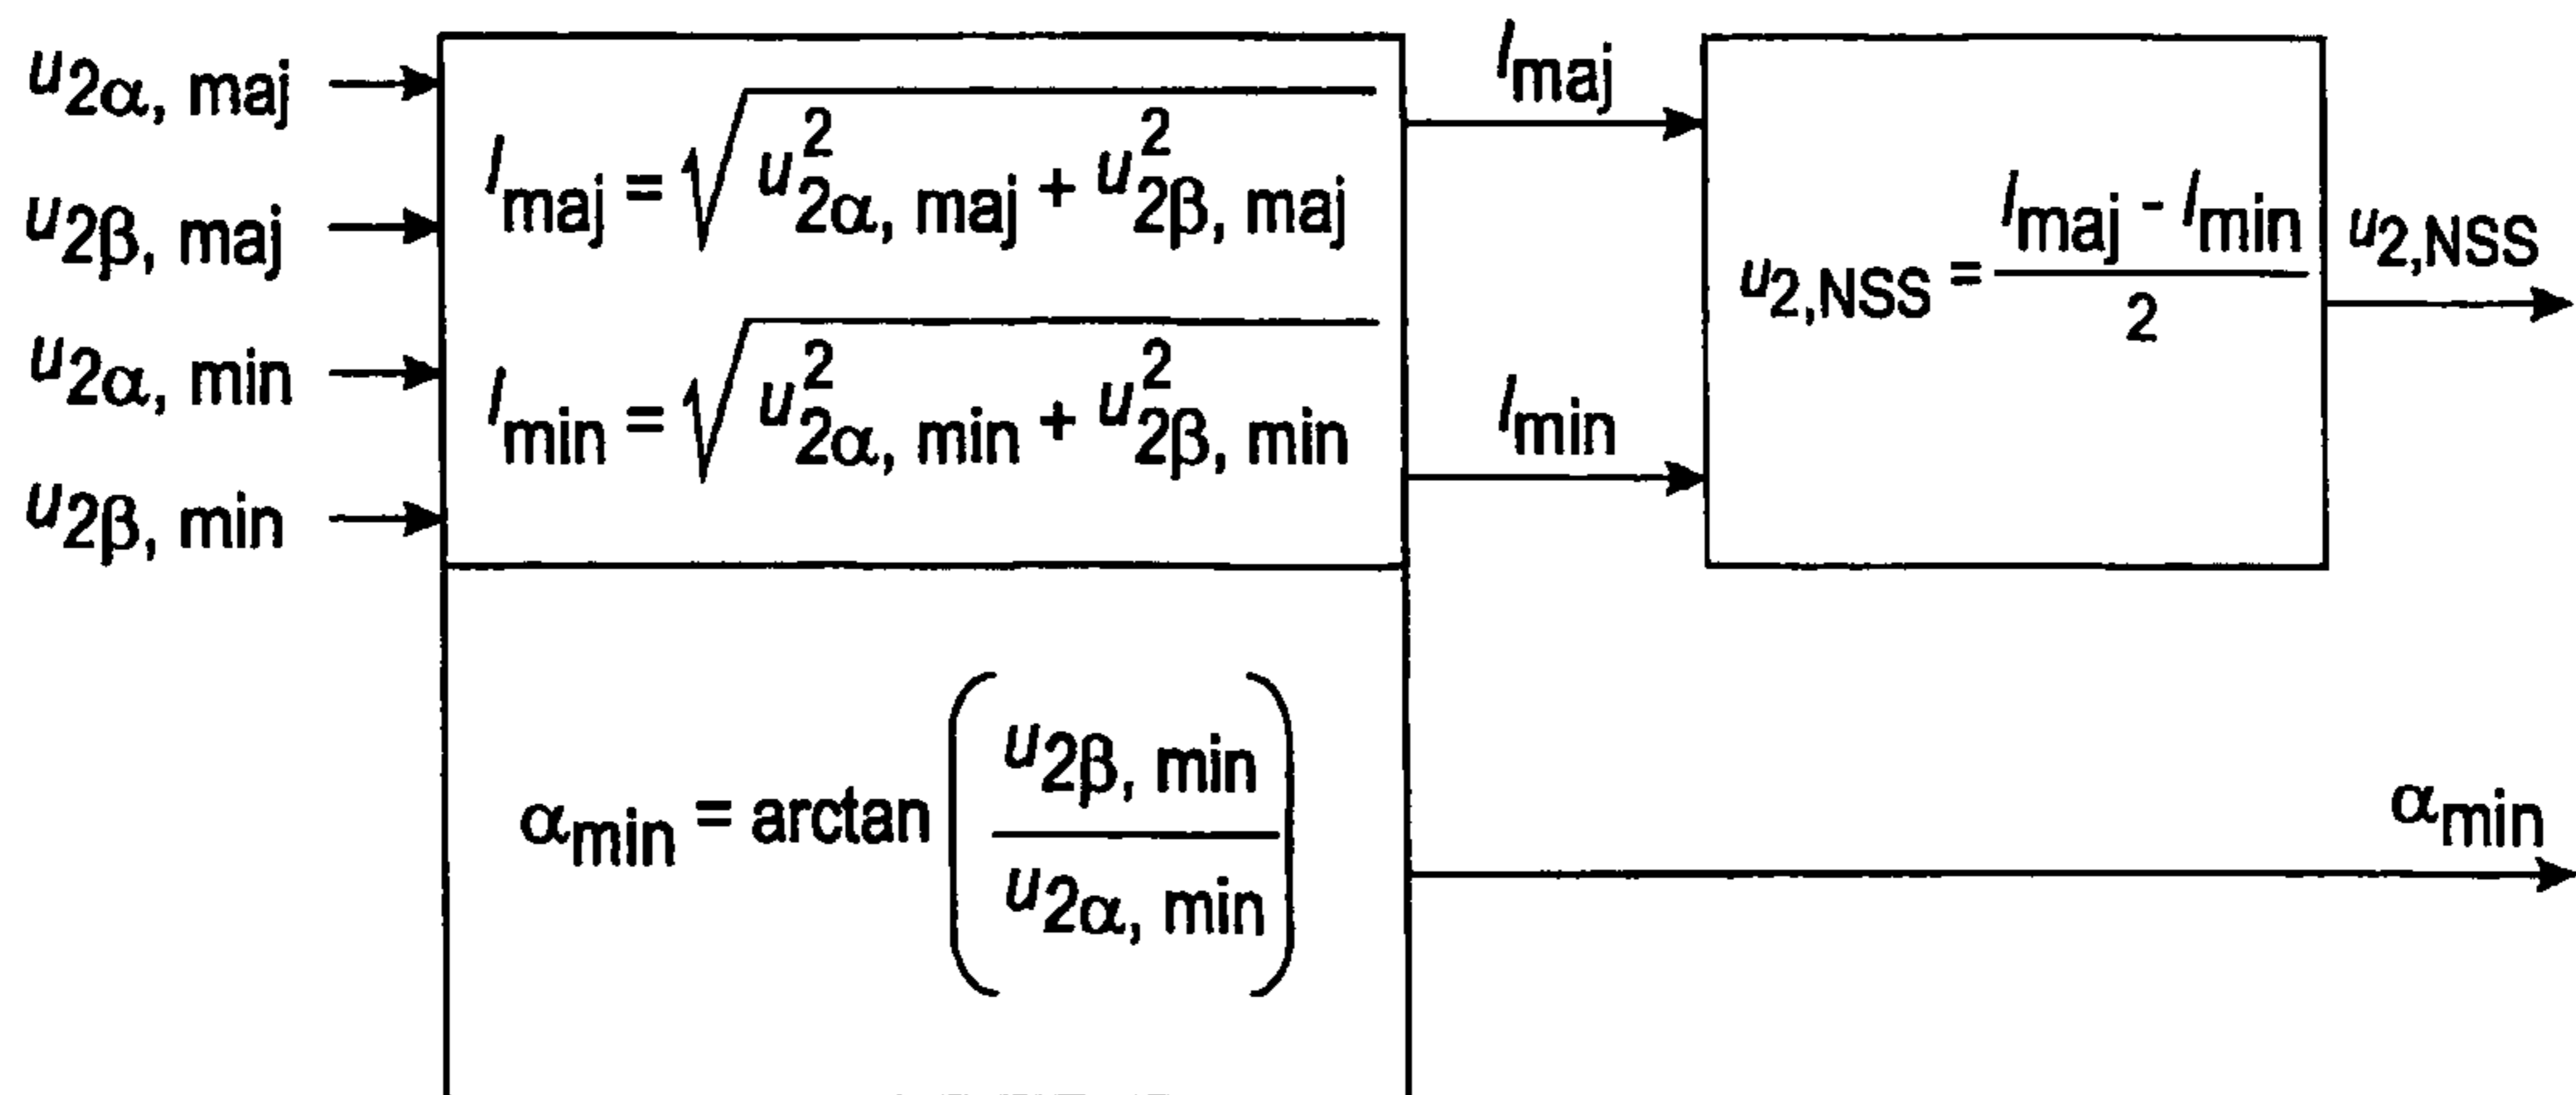 u2α, maj
u2β, maj
u2α, min
u2β, min
lmaj = √(u²2α, maj + u²2β, maj)
lmin = √(u²2α, min + u²2β, min)
αmin = arctan (u2β, min / u2α, min)
lmaj
lmin
u2,NSS = (lmaj - lmin) / 2
u2,NSS
αmin